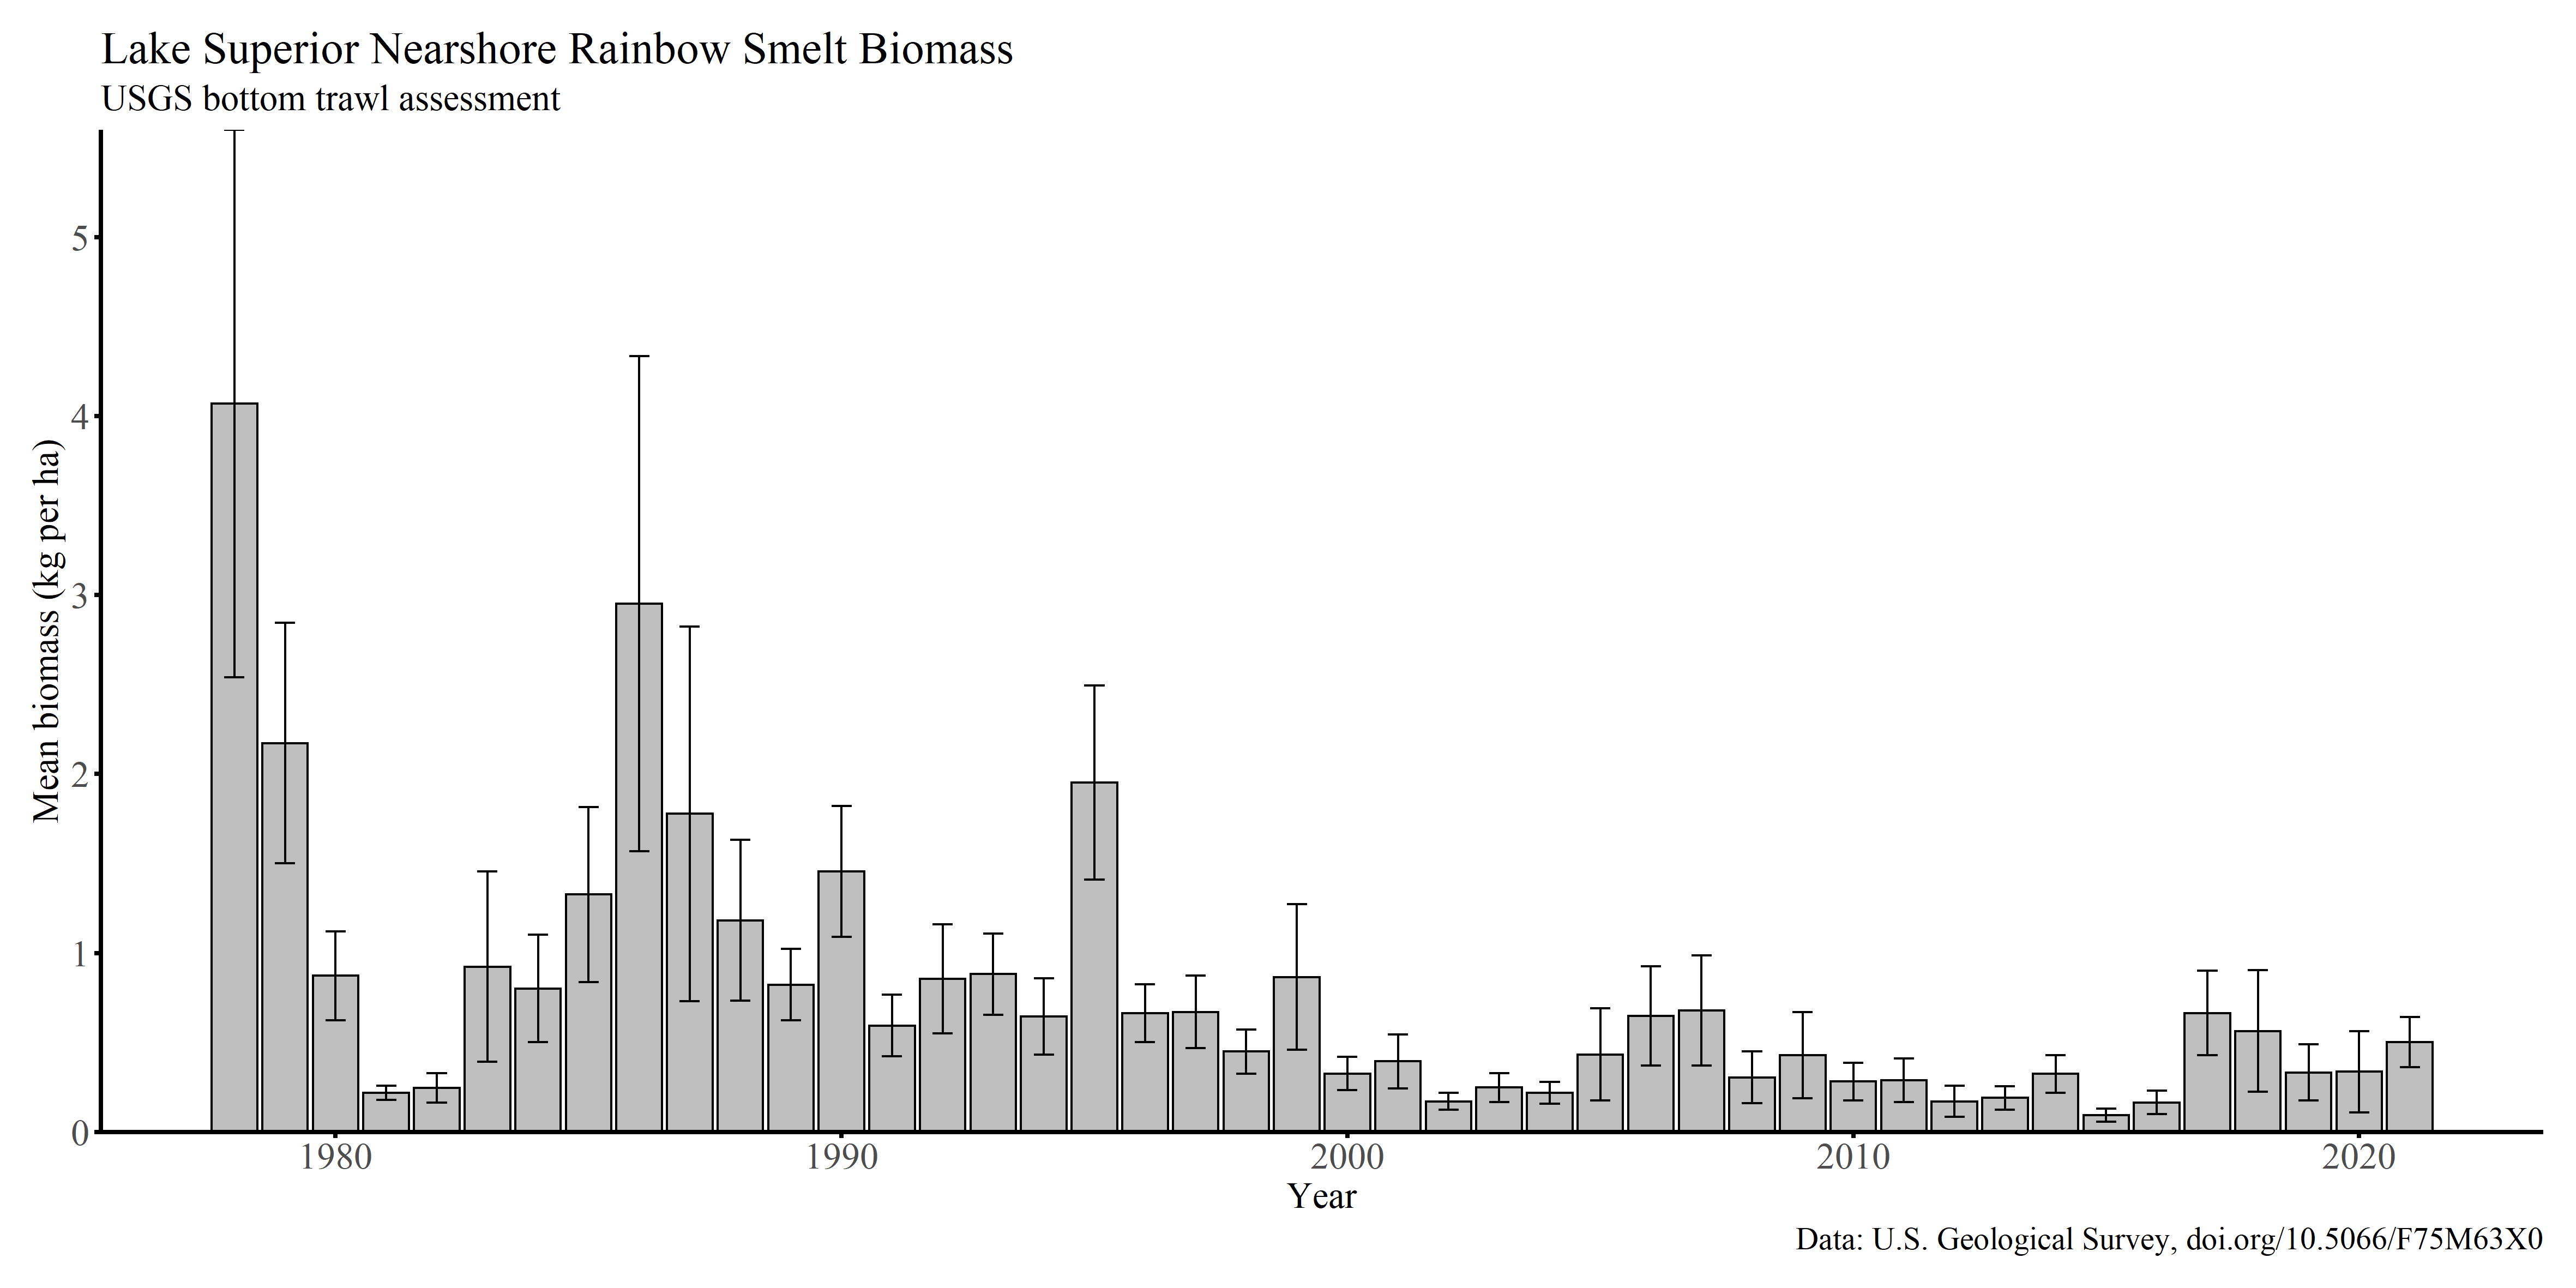 Lake Superior Nearshore Rainbow Smelt Biomass
USGS bottom trawl assessment
Mean biomass (kg per ha)
5
4
3
2
1
0
1980 1990 2000 2010 2020
Year
Data: U.S. Geological Survey, doi.org/10.5066/F75M63X0